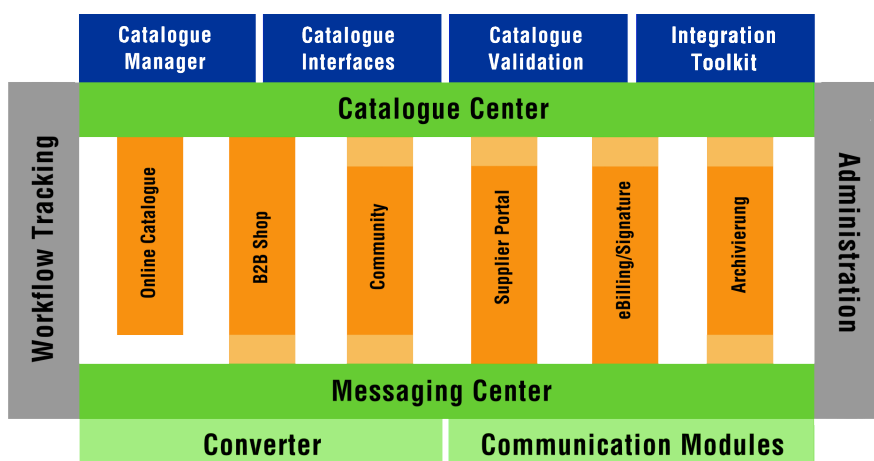 Catalogue
Manager
Catalogue
Interfaces
Catalogue
Validation
Integration
Toolkit
Catalogue Center
Workflow Tracking
Online Catalogue
B2B Shop
Community
Supplier Portal
eBilling/Signature
Archivierung
Administration
Messaging Center
Converter
Communication Modules